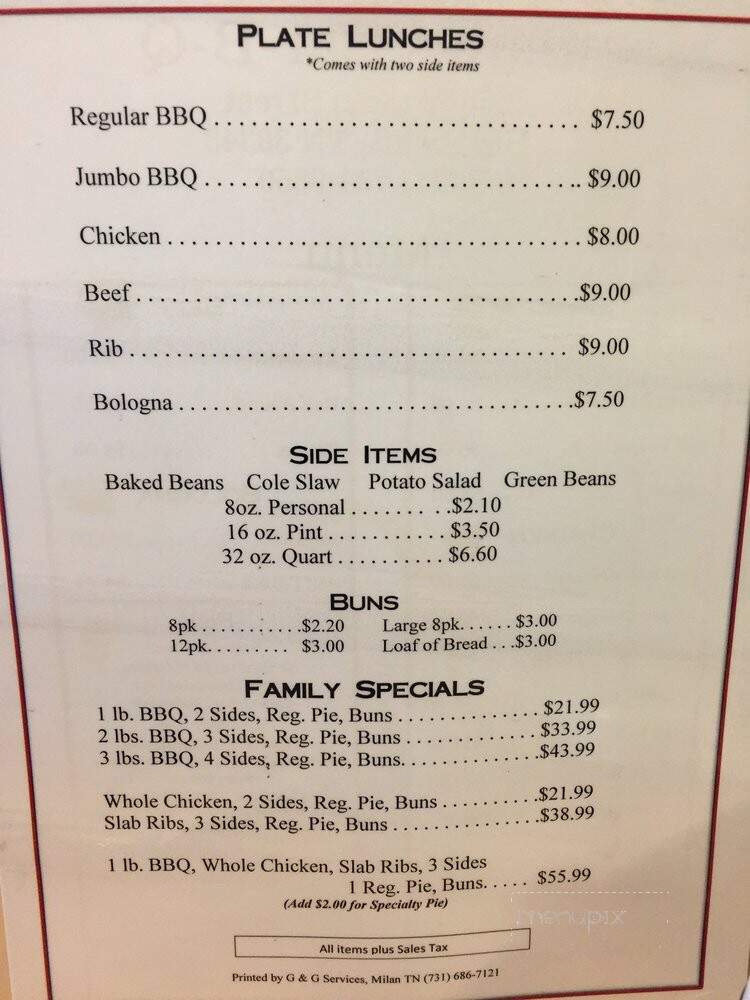 PLATE LUNCHES
*Comes with two side items
Regular BBQ . . . . . . . . . . . . . . . . . . . . . . . . . . . . . . $7.50
Jumbo BBQ . . . . . . . . . . . . . . . . . . . . . . . . . . . . . . .. $9.00
Chicken . . . . . . . . . . . . . . . . . . . . . . . . . . . . . . . . . . $8.00
Beef . . . . . . . . . . . . . . . . . . . . . . . . . . . . . . . . . . . . .$9.00
Rib . . . . . . . . . . . . . . . . . . . . . . . . . . . . . . . . . . . . $9.00
Bologna . . . . . . . . . . . . . . . . . . . . . . . . . . . . . . . . .$7.50
SIDE ITEMS
Baked Beans Cole Slaw Potato Salad Green Beans
8oz. Personal . . . . . . . . .$2.10
16 oz. Pint . . . . . . . . . . . $3.50
32 oz. Quart . . . . . . . . . . $6.60
BUNS
8pk . . . . . . . . . . . .$2.20 Large 8pk. . . . . . $3.00
12pk. . . . . . . . . $3.00 Loaf of Bread . . .$3.00
FAMILY SPECIALS
1 lb. BBQ, 2 Sides, Reg. Pie, Buns . . . . . . . . . . . . . . $21.99
2 lbs. BBQ, 3 Sides, Reg. Pie, Buns . . . . . . . . . . . . . $33.99
3 lbs. BBQ, 4 Sides, Reg. Pie, Buns. . . . . . . . . . . . . .$43.99
Whole Chicken, 2 Sides, Reg. Pie, Buns . . . . . . . . . .$21.99
Slab Ribs, 3 Sides, Reg. Pie, Buns . . . . . . . . . . . . . . .$38.99
1 lb. BBQ, Whole Chicken, Slab Ribs, 3 Sides
1 Reg. Pie, Buns. . . . . $55.99
(Add $2.00 for Specialty Pie)
menupix
All items plus Sales Tax
Printed by G & G Services, Milan TN (731) 686-7121